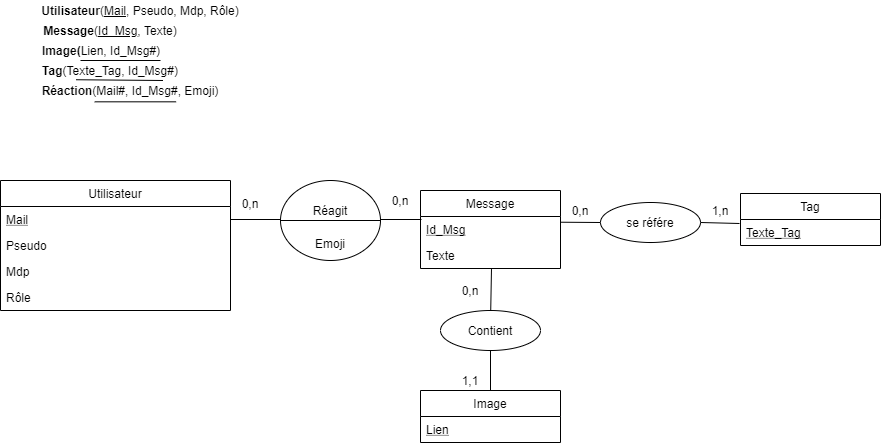 Utilisateur(Mail, Pseudo, Mdp, Rôle)
Message(Id_Msg, Texte)
Image(Lien, Id_Msg#)
Tag(Texte_Tag, Id_Msg#)
Réaction(Mail#, Id_Msg#, Emoji)
Utilisateur
Mail
Pseudo
Mdp
Rôle
0,n
Réagit
Emoji
0,n
Message
Id_Msg
Texte
0,n
se réfère
1,n
Tag
Texte_Tag
0,n
Contient
1,1
Image
Lien